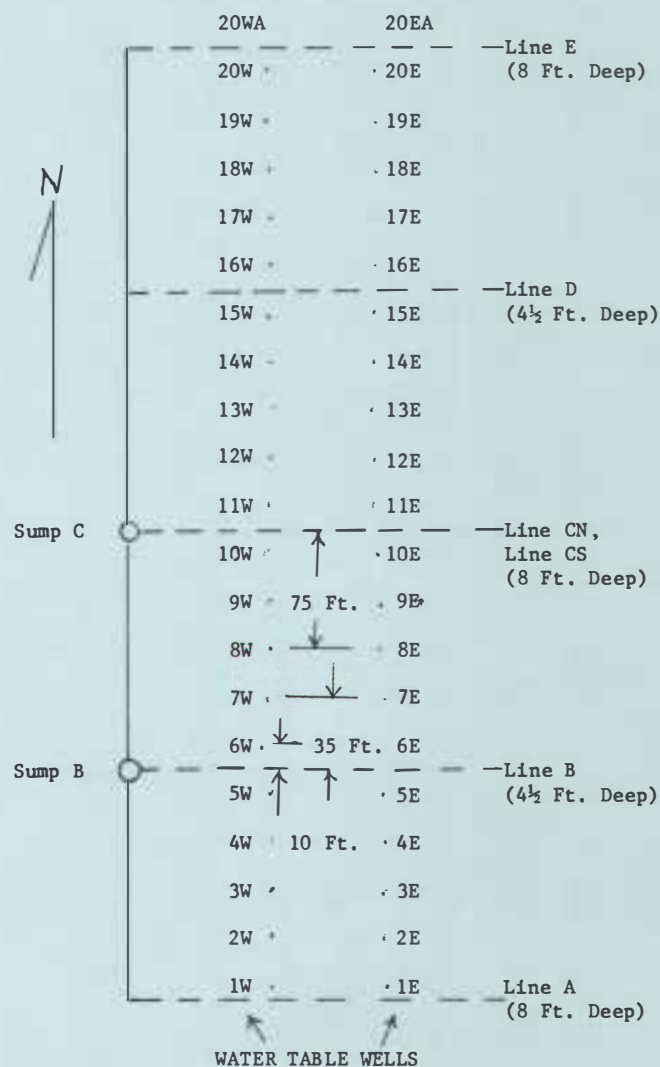 20WA 20EA
Line E
20W 20E (8 Ft. Deep)
19W 19E
18W 18E
N
17W 17E
16W 16E
Line D
15W 15E (4½ Ft. Deep)
14W 14E
13W 13E
12W 12E
11W 11E
Sump C Line CN,
10W 10E Line CS
(8 Ft. Deep)
9W 75 Ft. 9E
8W 8E
7W 7E
6W 35 Ft. 6E
Sump B Line B
5W 5E (4½ Ft. Deep)
4W 10 Ft. 4E
3W 3E
2W 2E
1W 1E Line A
(8 Ft. Deep)
WATER TABLE WELLS